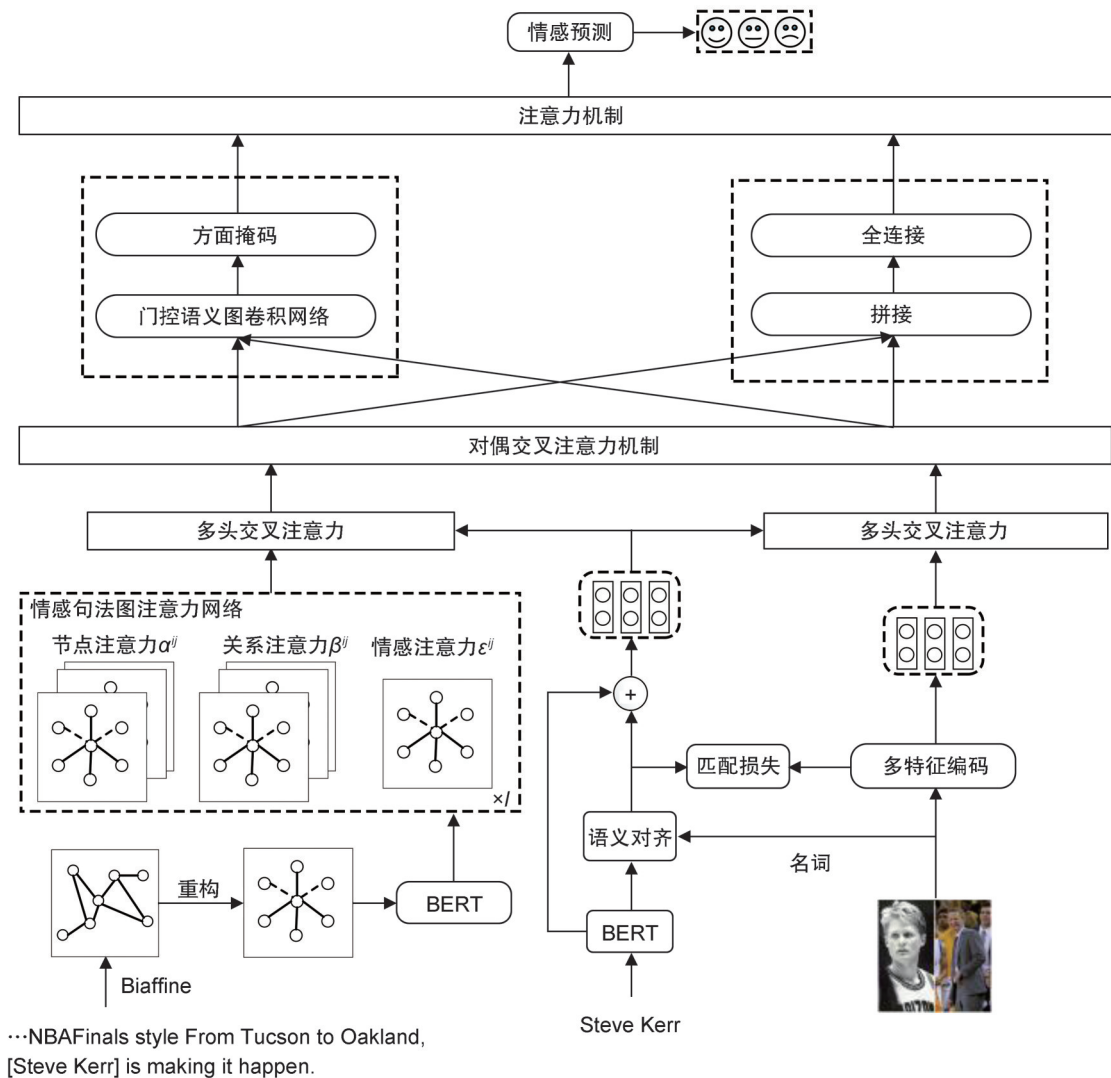 情感预测
注意力机制
方面掩码
全连接
门控语义图卷积网络
拼接
对偶交叉注意力机制
多头交叉注意力
多头交叉注意力
情感句法图注意力网络
节点注意力α^ij
关系注意力β^ij
情感注意力ε^ij
+
×l
匹配损失
多特征编码
语义对齐
名词
重构
BERT
BERT
Biaffine
Steve Kerr
…NBAFinals style From Tucson to Oakland,
[Steve Kerr] is making it happen.